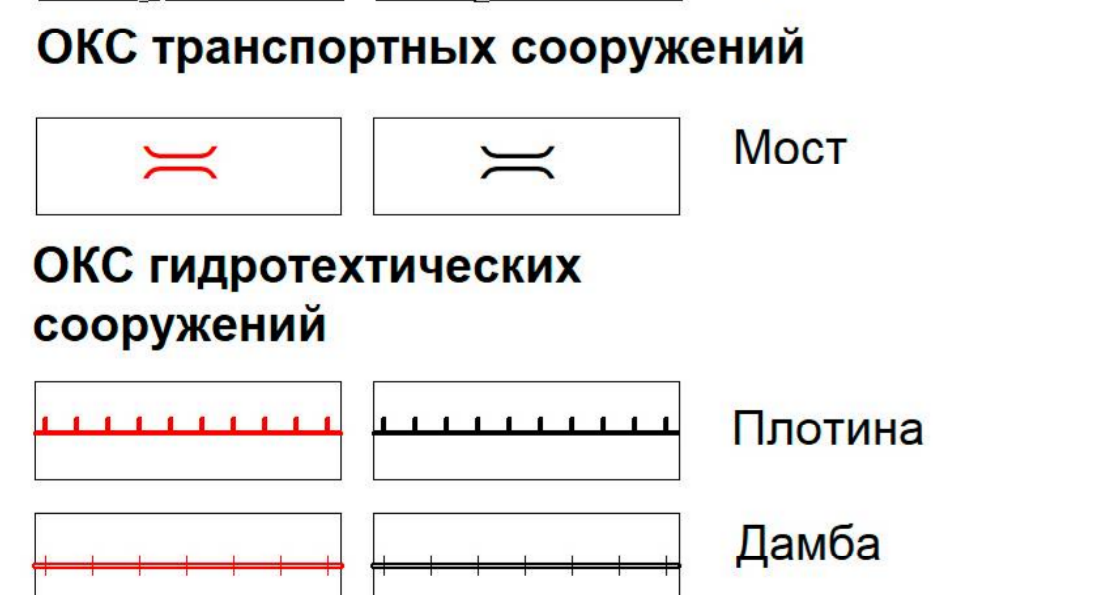 ОКС транспортных сооружений
Мост
ОКС гидротехтических
сооружений
Плотина
Дамба